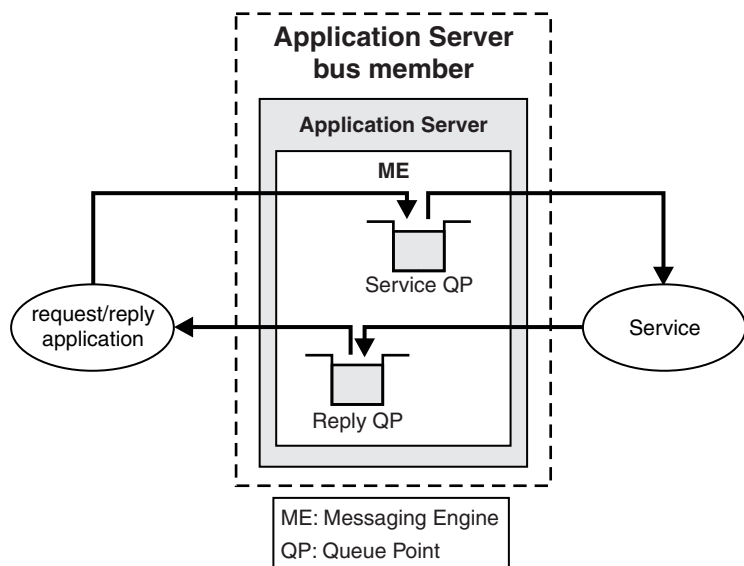 Application Server
bus member
Application Server
ME
Service QP
request/reply
application
Service
Reply QP
ME: Messaging Engine
QP: Queue Point